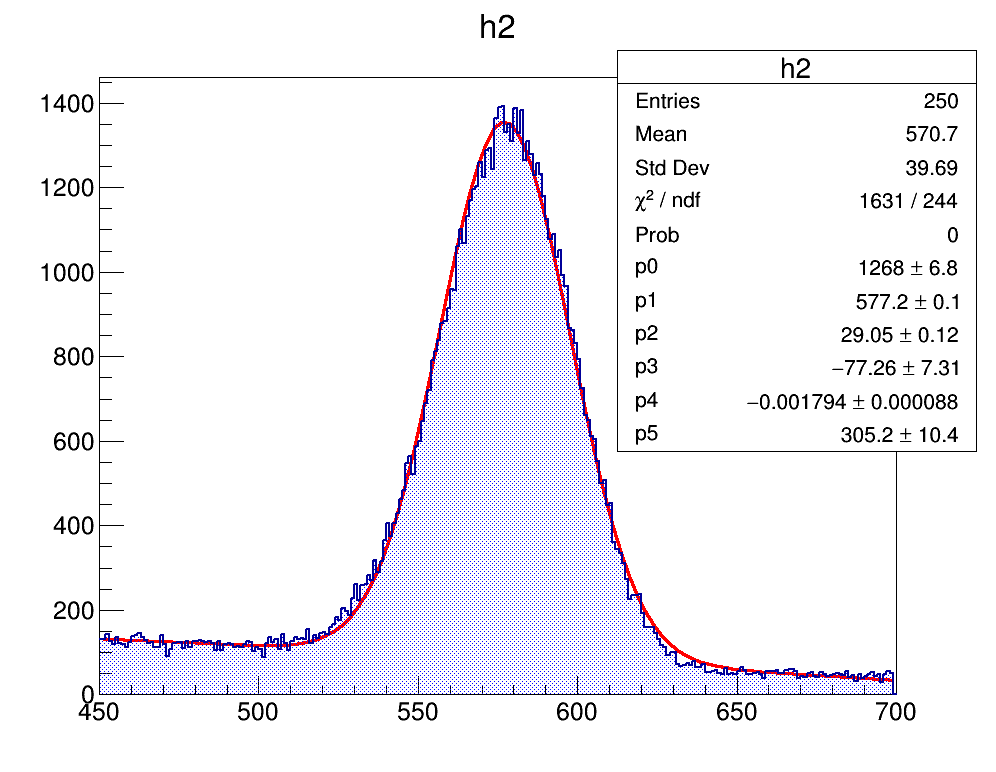 h2
h2
Entries 250
Mean 570.7
Std Dev 39.69
χ² / ndf 1631 / 244
Prob 0
p0 1268 ± 6.8
p1 577.2 ± 0.1
p2 29.05 ± 0.12
p3 −77.26 ± 7.31
p4 −0.001794 ± 0.000088
p5 305.2 ± 10.4
1400
1200
1000
800
600
400
200
0
450 500 550 600 650 700